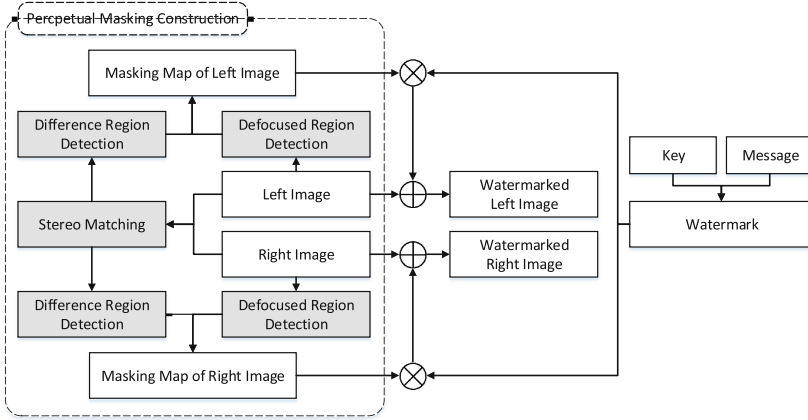 Percpetual Masking Construction
Masking Map of Left Image
Difference Region
Detection
Defocused Region
Detection
Key
Message
Left Image
Watermarked
Left Image
Stereo Matching
Watermark
Right Image
Watermarked
Right Image
Difference Region
Detection
Defocused Region
Detection
Masking Map of Right Image